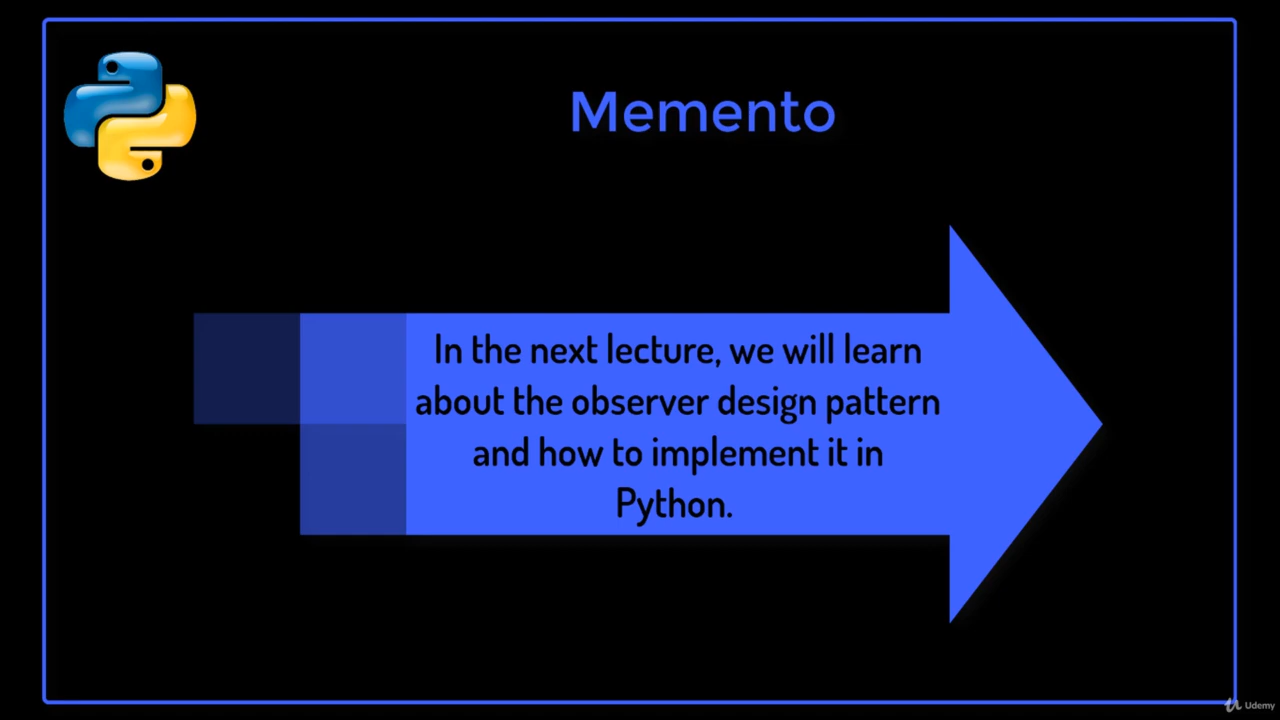 Memento
In the next lecture, we will learn
about the observer design pattern
and how to implement it in
Python.
Udemy